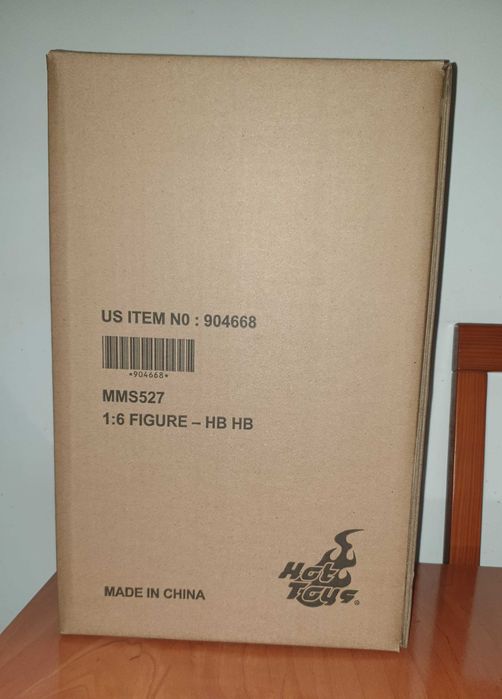 US ITEM N0 : 904668
*904668*
MMS527
1:6 FIGURE – HB HB
Hot
Toys®
MADE IN CHINA